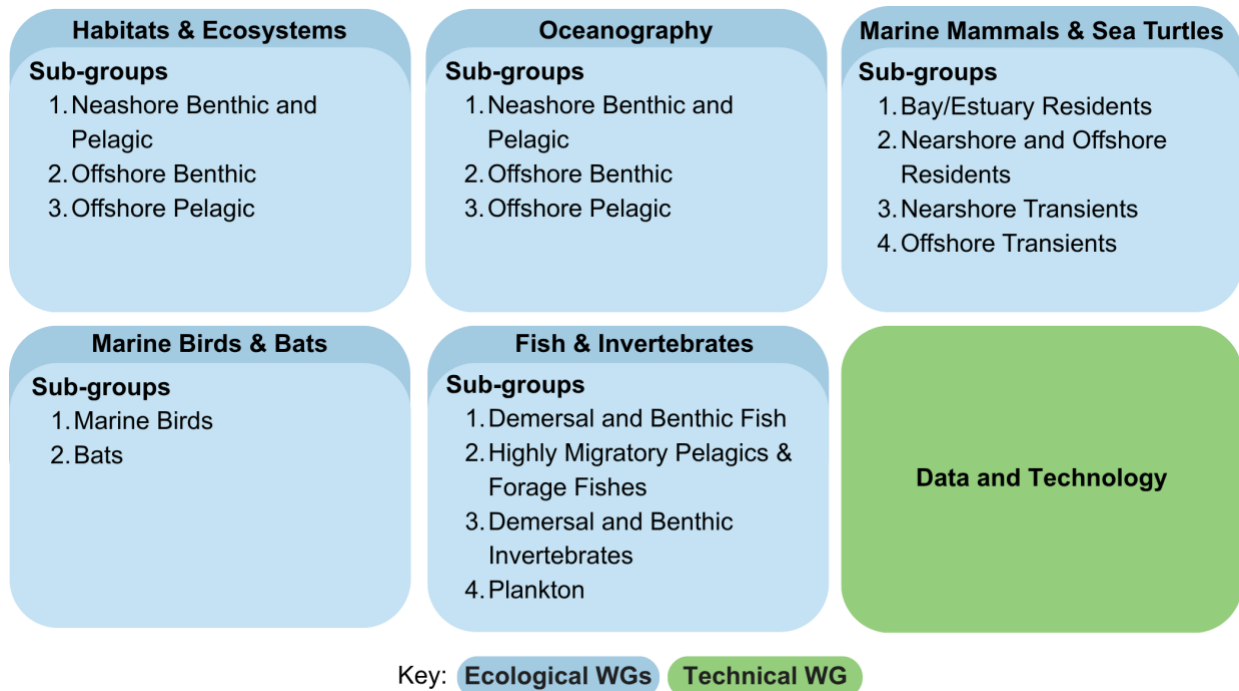 Habitats & Ecosystems
Sub-groups
1. Neashore Benthic and
Pelagic
2. Offshore Benthic
3. Offshore Pelagic
Oceanography
Sub-groups
1. Neashore Benthic and
Pelagic
2. Offshore Benthic
3. Offshore Pelagic
Marine Mammals & Sea Turtles
Sub-groups
1. Bay/Estuary Residents
2. Nearshore and Offshore
Residents
3. Nearshore Transients
4. Offshore Transients
Marine Birds & Bats
Sub-groups
1. Marine Birds
2. Bats
Fish & Invertebrates
Sub-groups
1. Demersal and Benthic Fish
2. Highly Migratory Pelagics &
Forage Fishes
3. Demersal and Benthic
Invertebrates
4. Plankton
Data and Technology
Key: Ecological WGs Technical WG